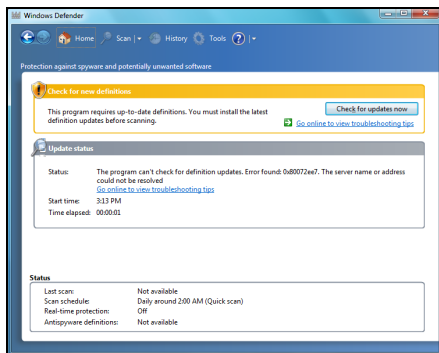 Windows Defender
Home Scan History Tools
Protection against spyware and potentially unwanted software
Check for new definitions
This program requires up-to-date definitions. You must install the latest
definition updates before scanning.
Check for updates now
Go online to view troubleshooting tips
Update status
Status: The program can't check for definition updates. Error found: 0x80072ee7. The server name or address
could not be resolved
Go online to view troubleshooting tips
Start time: 3:13 PM
Time elapsed: 00:00:01
Status
Last scan: Not available
Scan schedule: Daily around 2:00 AM (Quick scan)
Real-time protection: Off
Antispyware definitions: Not available